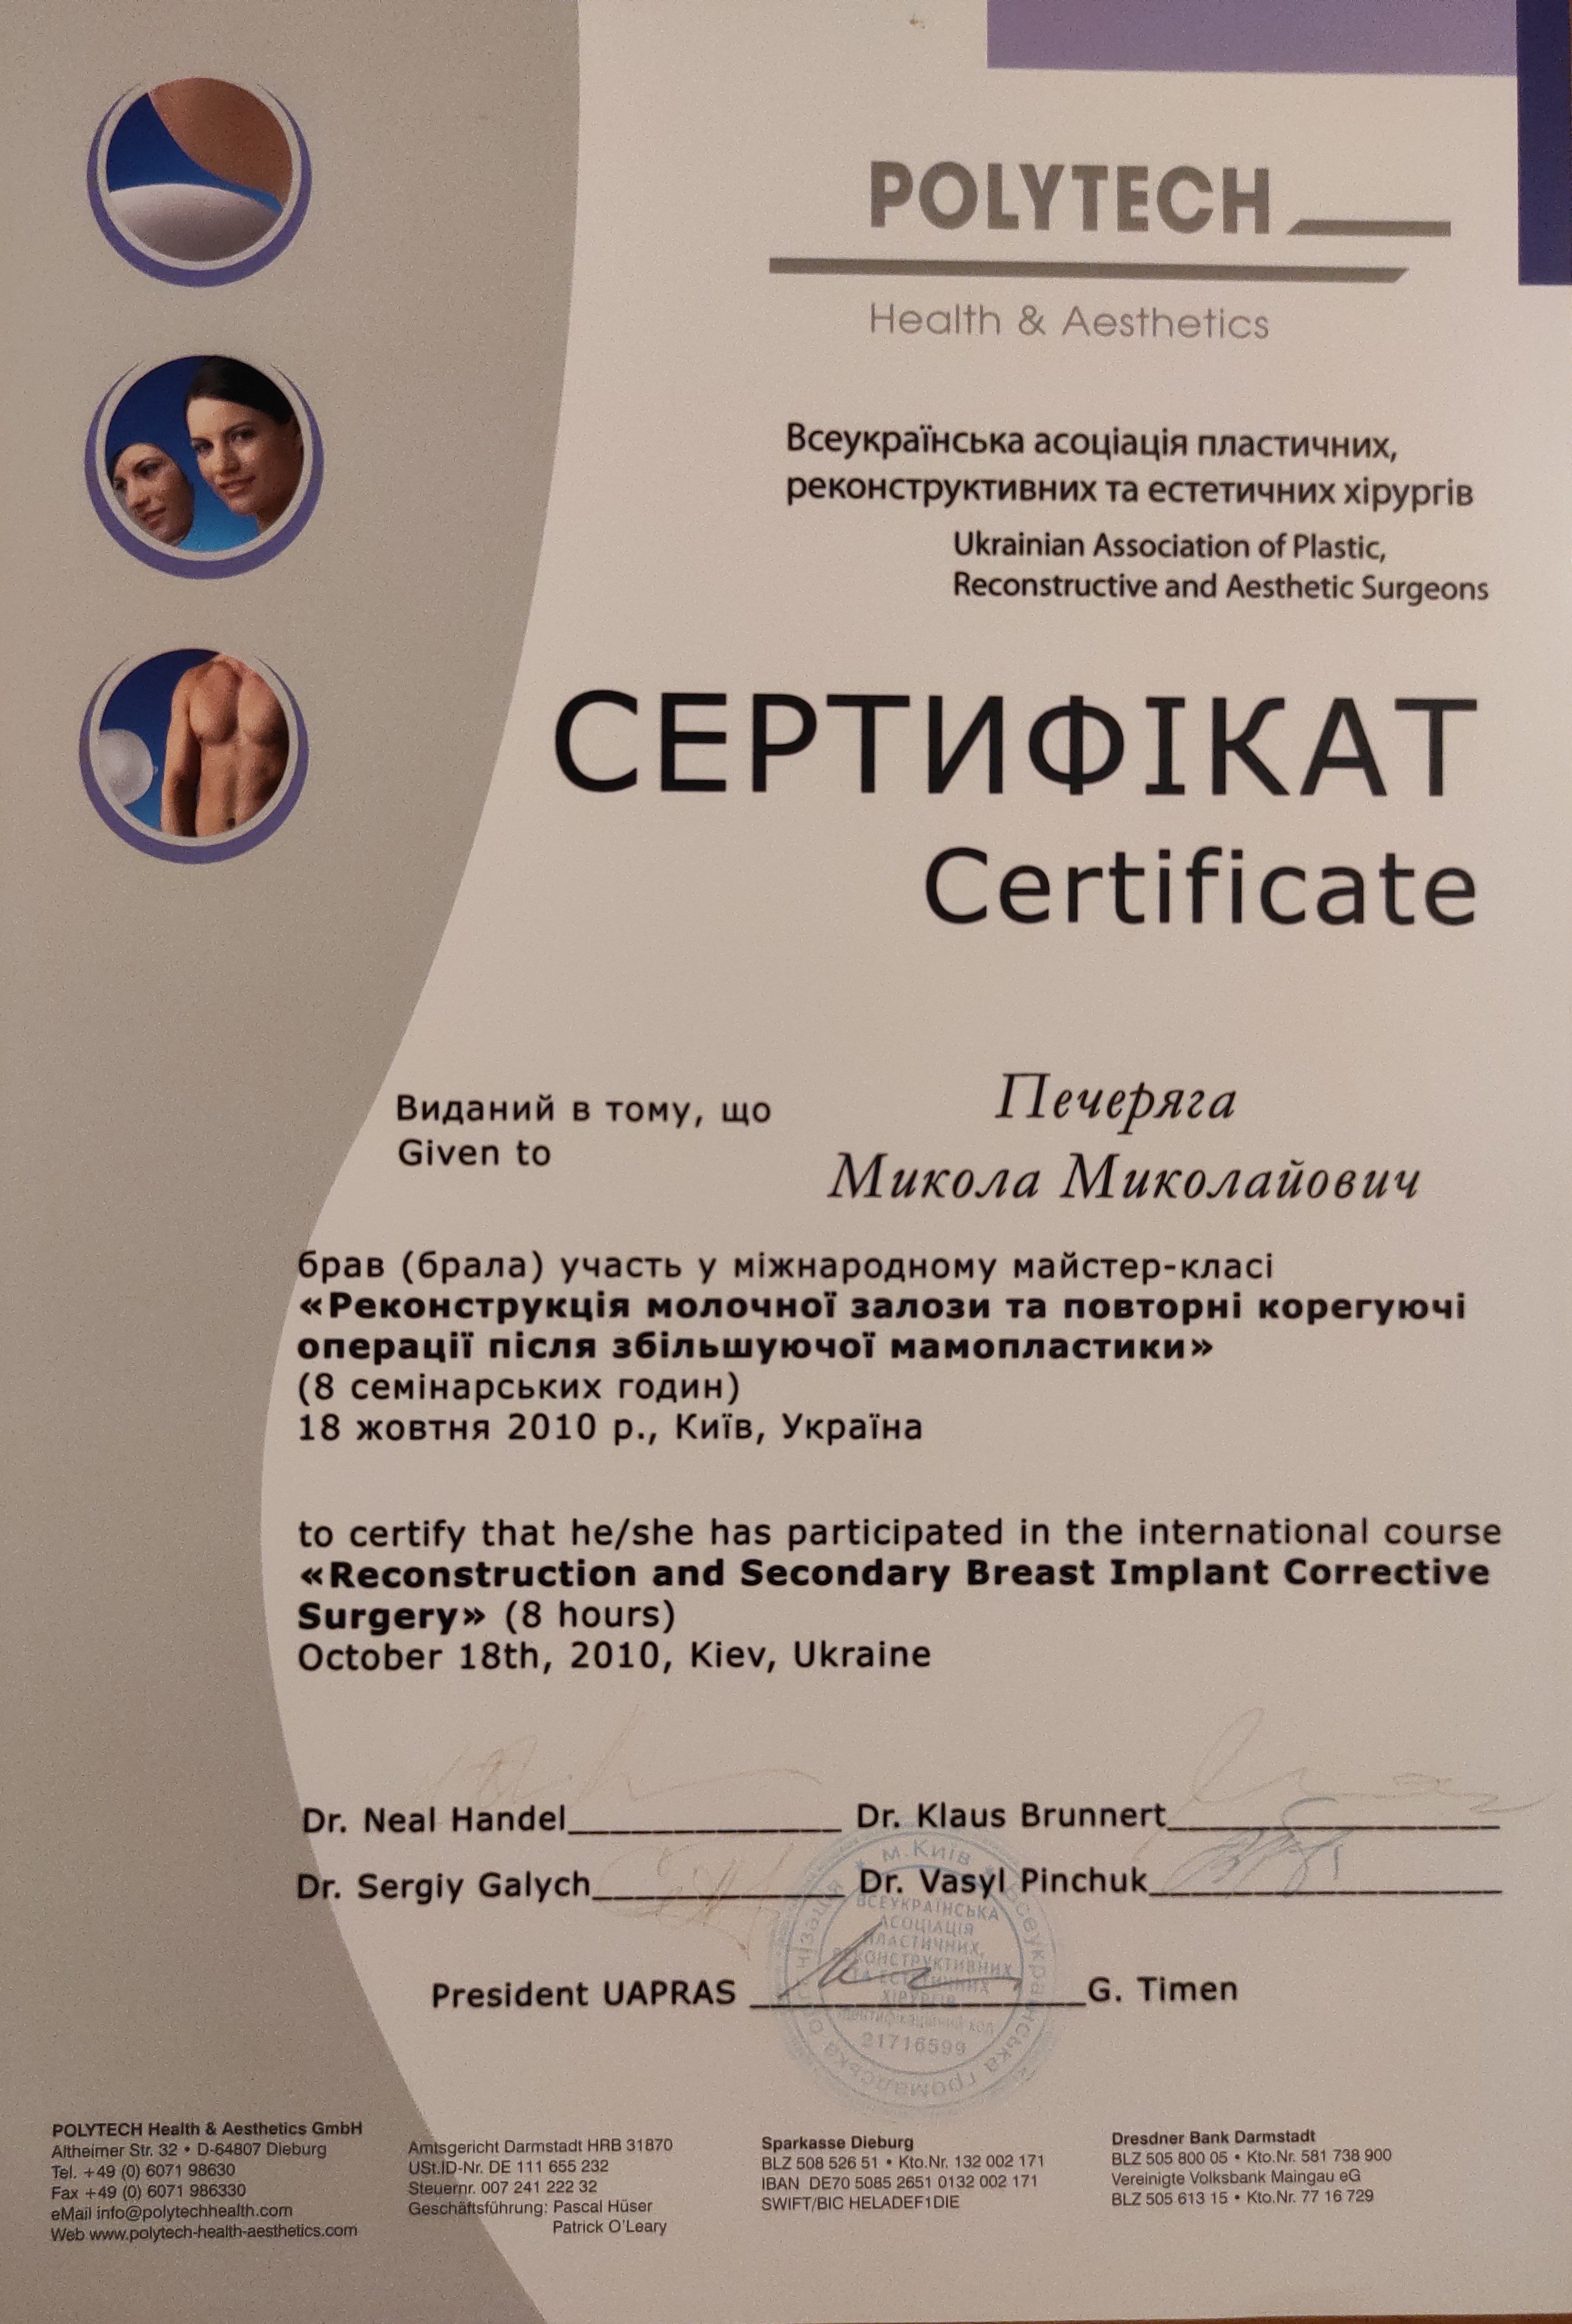 POLYTECH
Health & Aesthetics
Всеукраїнська асоціація пластичних,
реконструктивних та естетичних хірургів
Ukrainian Association of Plastic,
Reconstructive and Aesthetic Surgeons
СЕРТИФІКАТ
Certificate
Виданий в тому, що
Given to
Печеряга
Микола Миколайович
брав (брала) участь у міжнародному майстер-класі
«Реконструкція молочної залози та повторні корегуючі
операції після збільшуючої мамопластики»
(8 семінарських годин)
18 жовтня 2010 р., Київ, Україна
to certify that he/she has participated in the international course
«Reconstruction and Secondary Breast Implant Corrective
Surgery» (8 hours)
October 18th, 2010, Kiev, Ukraine
Dr. Neal Handel
Dr. Klaus Brunnert
Dr. Sergiy Galych
Dr. Vasyl Pinchuk
President UAPRAS
G. Timen
м.Київ
Всеукраїнська громадська
ВСЕУКРАЇНСЬКА
АСОЦІАЦІЯ
ПЛАСТИЧНИХ,
РЕКОНСТРУКТИВНИХ
ТА ЕСТЕТИЧНИХ
ХІРУРГІВ
ідентифікаційний код
21716599
POLYTECH Health & Aesthetics GmbH
Altheimer Str. 32 • D-64807 Dieburg
Tel. +49 (0) 6071 98630
Fax +49 (0) 6071 986330
eMail info@polytechhealth.com
Web www.polytech-health-aesthetics.com
Amtsgericht Darmstadt HRB 31870
USt.ID-Nr. DE 111 655 232
Steuernr. 007 241 222 32
Geschäftsführung: Pascal Hüser
Patrick O'Leary
Sparkasse Dieburg
BLZ 508 526 51 • Kto.Nr. 132 002 171
IBAN DE70 5085 2651 0132 002 171
SWIFT/BIC HELADEF1DIE
Dresdner Bank Darmstadt
BLZ 505 800 05 • Kto.Nr. 581 738 900
Vereinigte Volksbank Maingau eG
BLZ 505 613 15 • Kto.Nr. 77 16 729